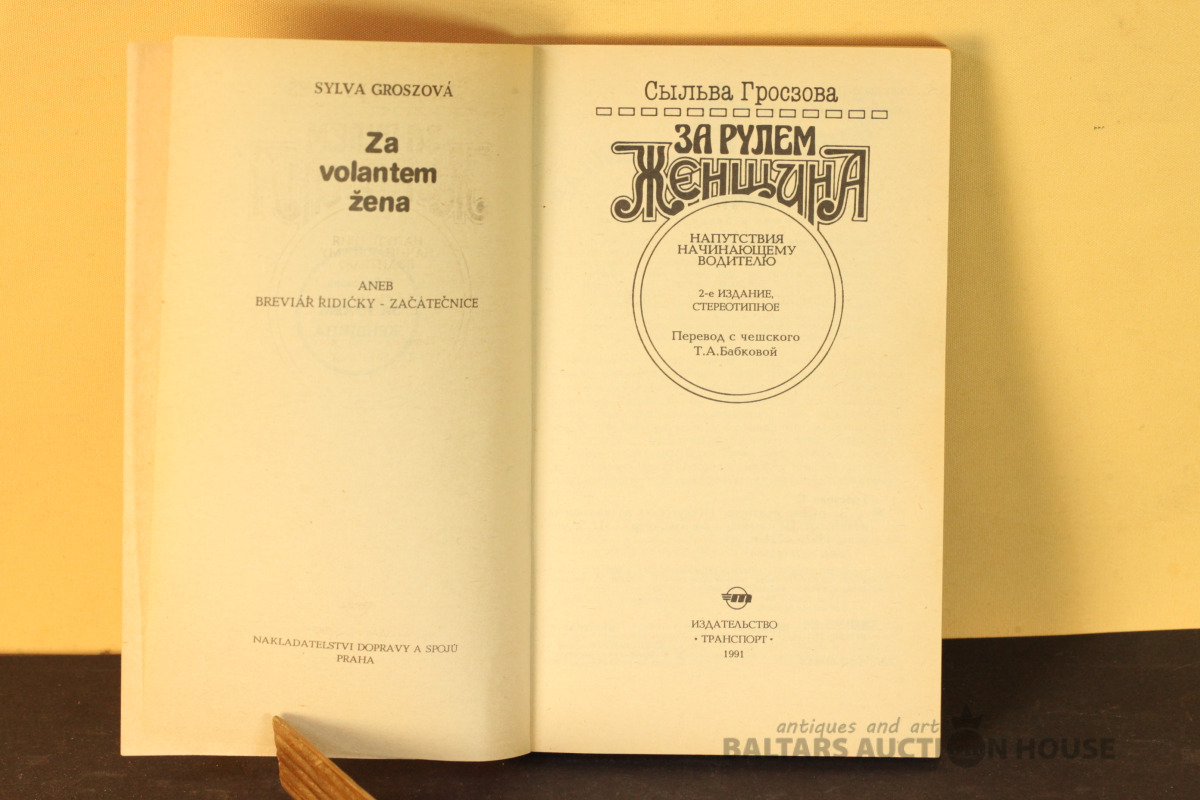 SYLVA GROSZOVÁ
Za
volantem
žena
ANEB
BREVIÁŘ ŘIDIČKY - ZAČÁTEČNICE
NAKLADATELSTVI DOPRAVY A SPOJŮ
PRAHA
Сыльва Гросзова
ЗА РУЛЕМ
ЖЕНЩИНА
НАПУТСТВИЯ
НАЧИНАЮЩЕМУ
ВОДИТЕЛЮ
2-е ИЗДАНИЕ,
СТЕРЕОТИПНОЕ
Перевод с чешского
Т.А.Бабковой
ИЗДАТЕЛЬСТВО
• ТРАНСПОРТ •
1991
antiques and art
BALTARS AUCTION HOUSE